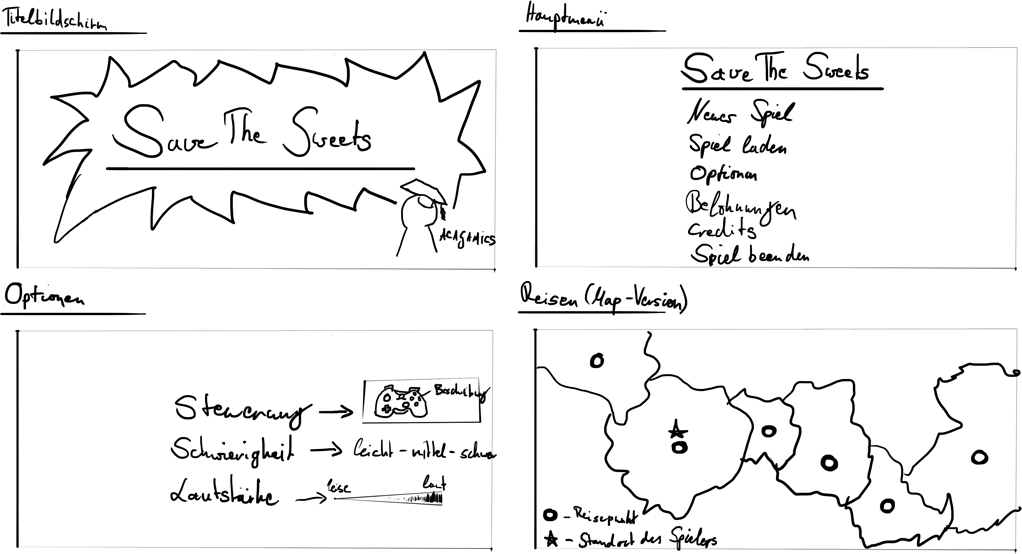 Titelbildschirm
Save The Sweets
ACAGAMICS
Hauptmenü
Save The Sweets
Neues Spiel
Spiel laden
Optionen
Belohnungen
Credits
Spiel beenden
Optionen
Steuerung → Beschriftung
Schwierigkeit → leicht - mittel - schwer
Lautstärke → leise laut
Reisen (Map-Version)
- Reisepunkt
- Standort des Spielers